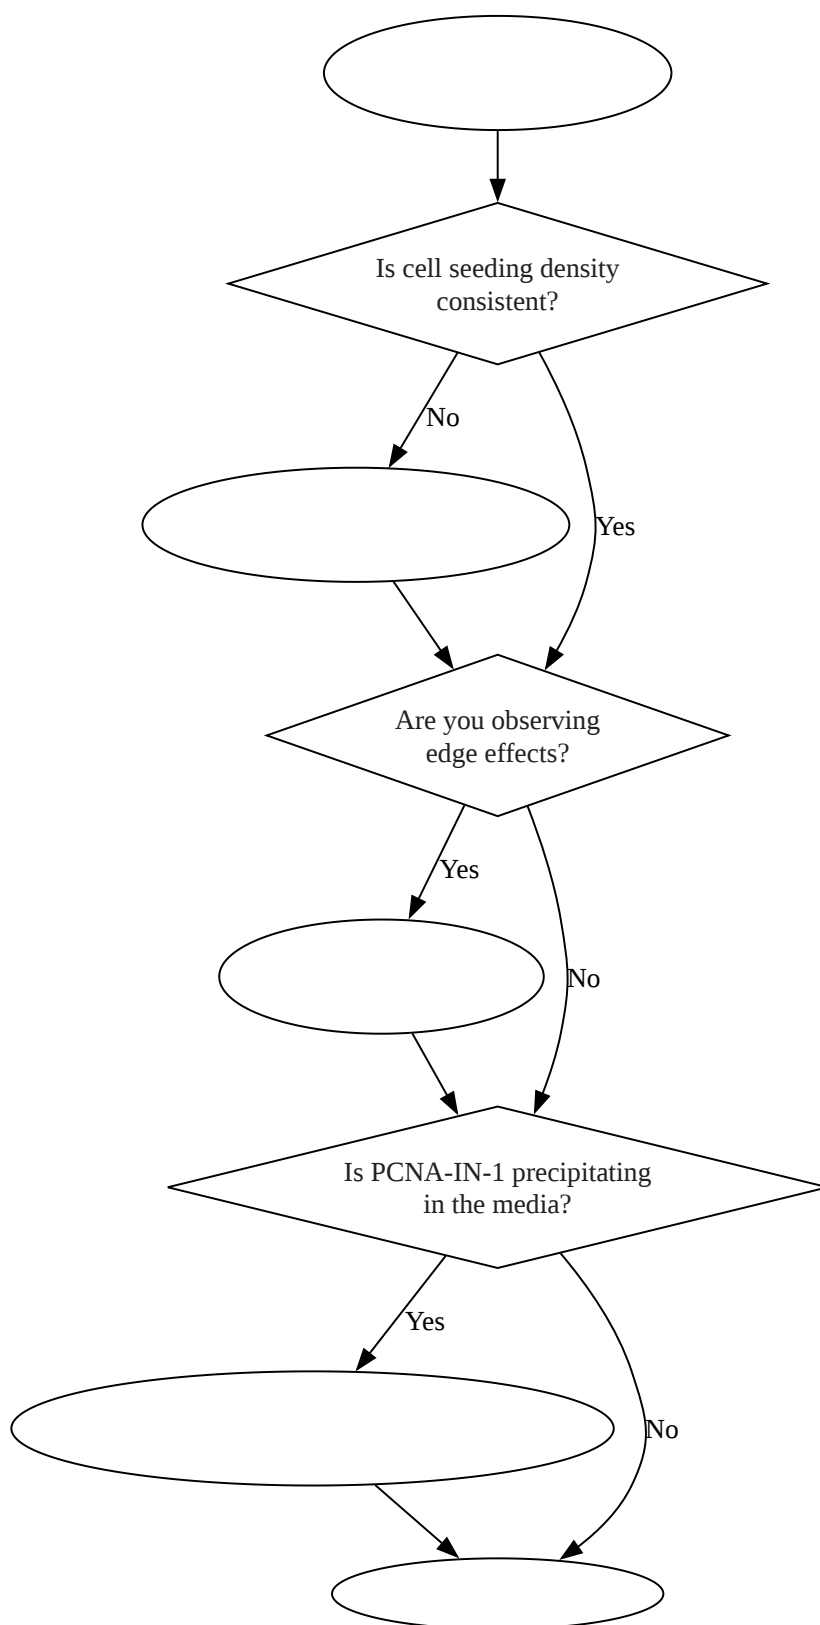 Is cell seeding density
consistent?
No
Yes
Are you observing
edge effects?
Yes
No
Is PCNA-IN-1 precipitating
in the media?
Yes
No